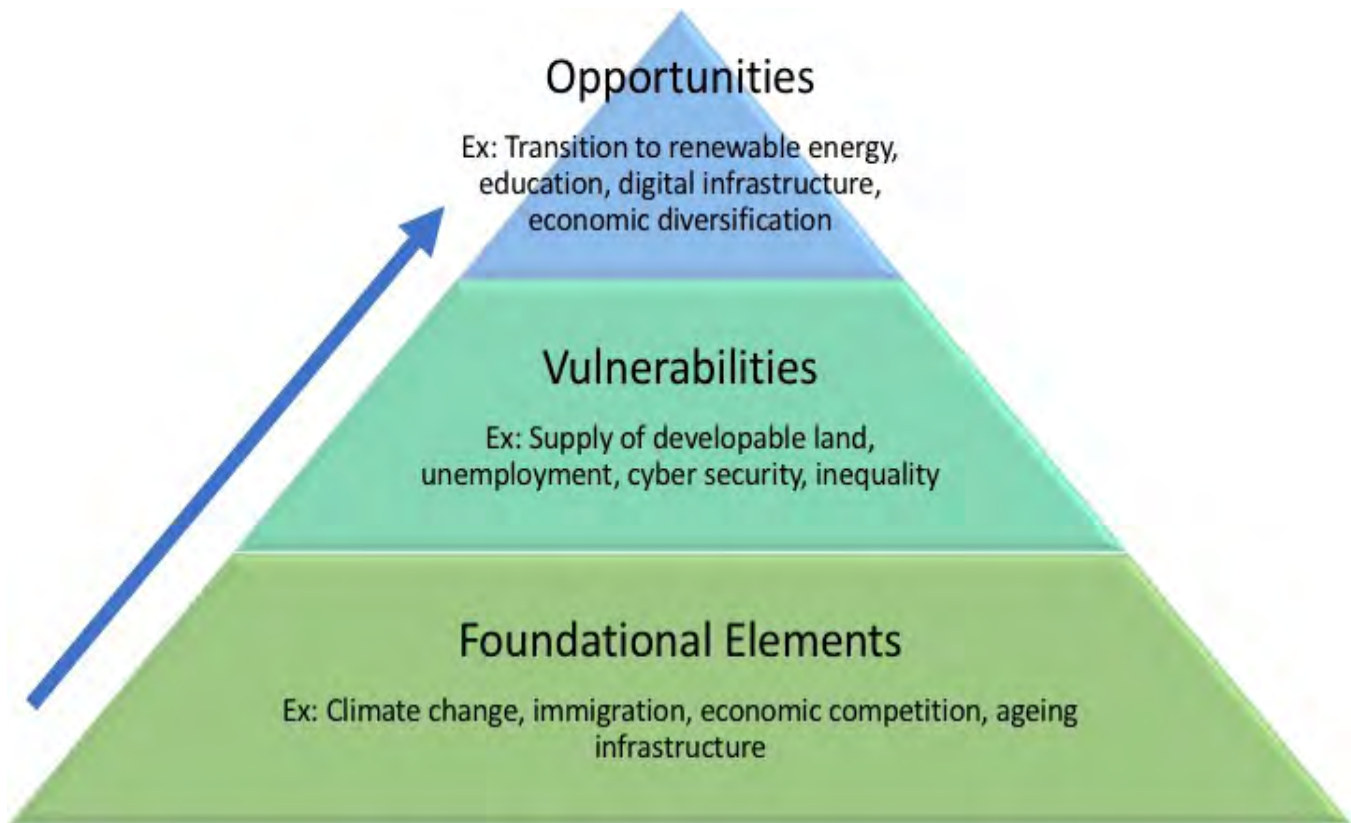 Opportunities
Ex: Transition to renewable energy,
education, digital infrastructure,
economic diversification
Vulnerabilities
Ex: Supply of developable land,
unemployment, cyber security, inequality
Foundational Elements
Ex: Climate change, immigration, economic competition, ageing
infrastructure